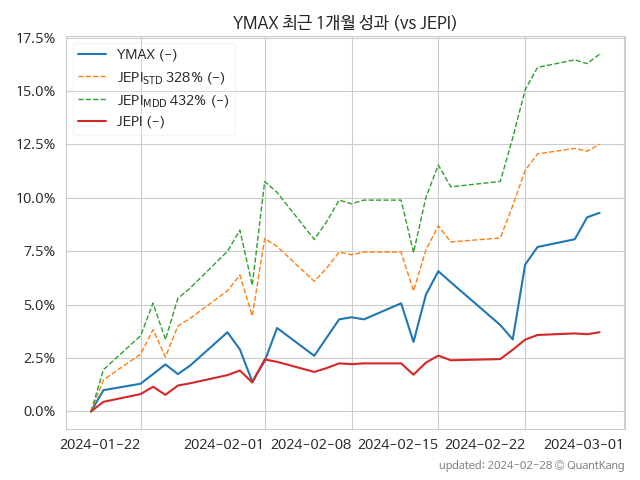 YMAX 최근 1개월 성과 (vs JEPI)
17.5%
15.0%
12.5%
10.0%
7.5%
5.0%
2.5%
0.0%
YMAX (-)
JEPI_STD 328% (-)
JEPI_MDD 432% (-)
JEPI (-)
2024-01-22 2024-02-01 2024-02-08 2024-02-15 2024-02-22 2024-03-01
updated: 2024-02-28 © QuantKang